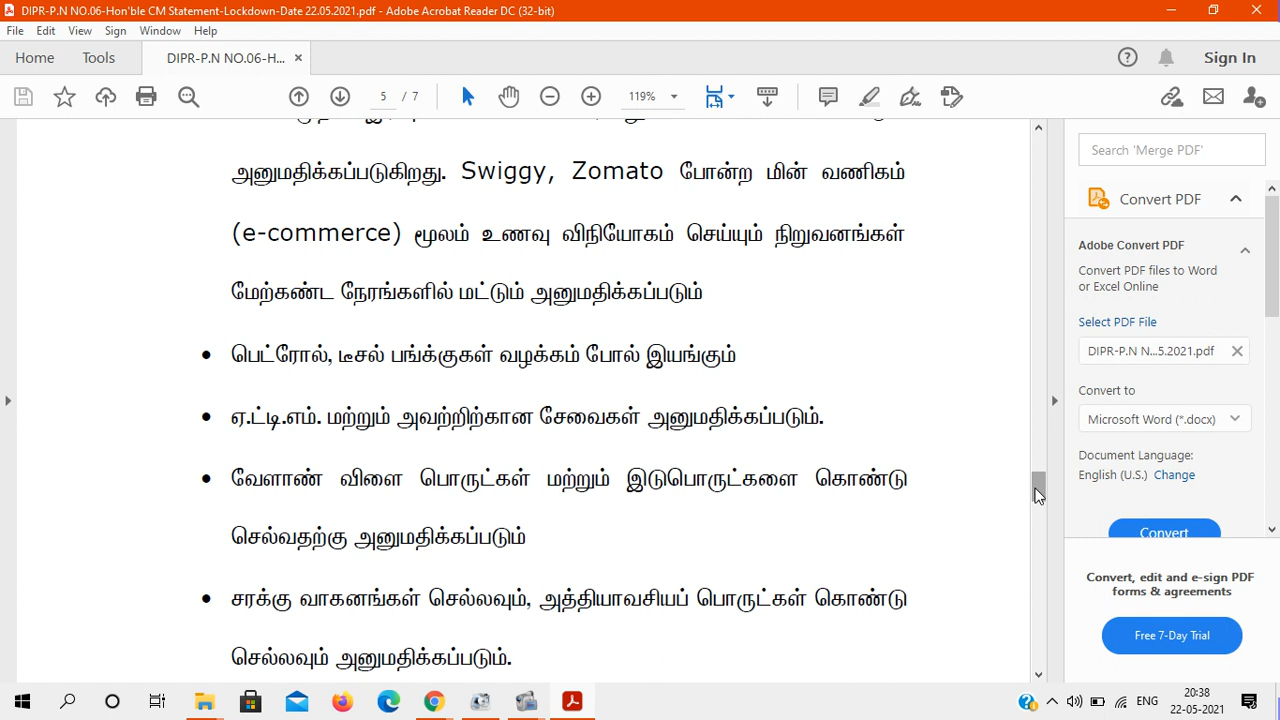 DIPR-P.N NO.06-Hon'ble CM Statement-Lockdown-Date 22.05.2021.pdf - Adobe Acrobat Reader DC (32-bit)
File Edit View Sign Window Help
Home Tools DIPR-P.N NO.06-H... × Sign In
5 / 7 119%
அனுமதிக்கப்படுகிறது. Swiggy, Zomato போன்ற மின் வணிகம்
(e-commerce) மூலம் உணவு விநியோகம் செய்யும் நிறுவனங்கள்
மேற்கண்ட நேரங்களில் மட்டும் அனுமதிக்கப்படும்
• பெட்ரோல், டீசல் பங்க்குகள் வழக்கம் போல் இயங்கும்
• ஏ.ட்டி.எம். மற்றும் அவற்றிற்கான சேவைகள் அனுமதிக்கப்படும்.
• வேளாண் விளை பொருட்கள் மற்றும் இடுபொருட்களை கொண்டு
செல்வதற்கு அனுமதிக்கப்படும்
• சரக்கு வாகனங்கள் செல்லவும், அத்தியாவசியப் பொருட்கள் கொண்டு
செல்லவும் அனுமதிக்கப்படும்.
Search 'Merge PDF'
Convert PDF
Adobe Convert PDF
Convert PDF files to Word
or Excel Online
Select PDF File
DIPR-P.N N...5.2021.pdf
Convert to
Microsoft Word (*.docx)
Document Language:
English (U.S.) Change
Convert
Convert, edit and e-sign PDF
forms & agreements
Free 7-Day Trial
ENG
20:38
22-05-2021